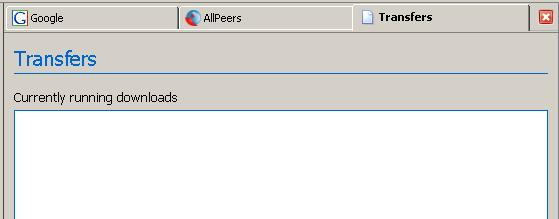 Google AllPeers Transfers
Transfers
Currently running downloads